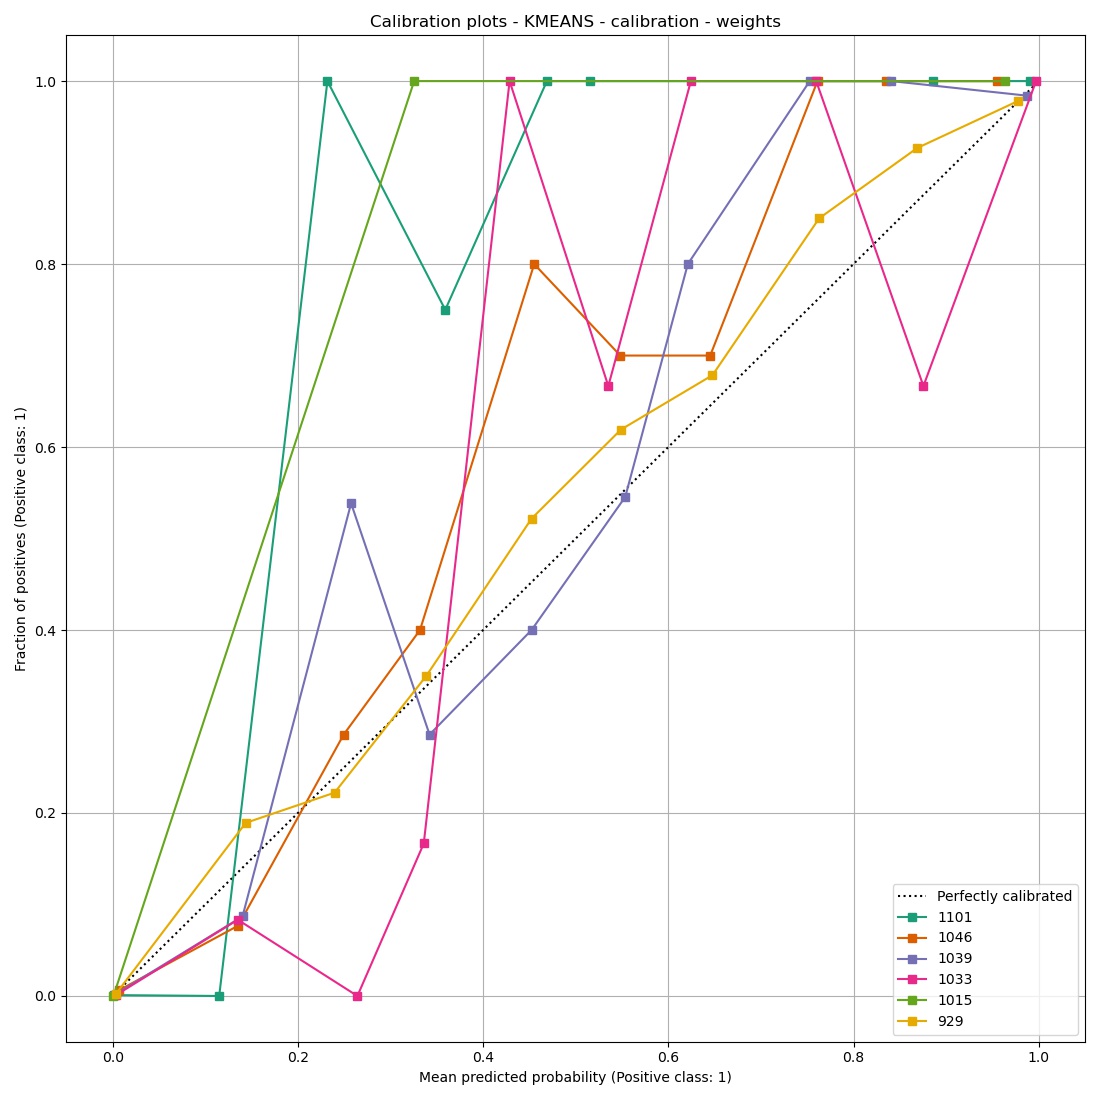 Calibration plots - KMEANS - calibration - weights
Fraction of positives (Positive class: 1)
1.0
0.8
0.6
0.4
0.2
0.0
0.0 0.2 0.4 0.6 0.8 1.0
Mean predicted probability (Positive class: 1)
Perfectly calibrated
1101
1046
1039
1033
1015
929